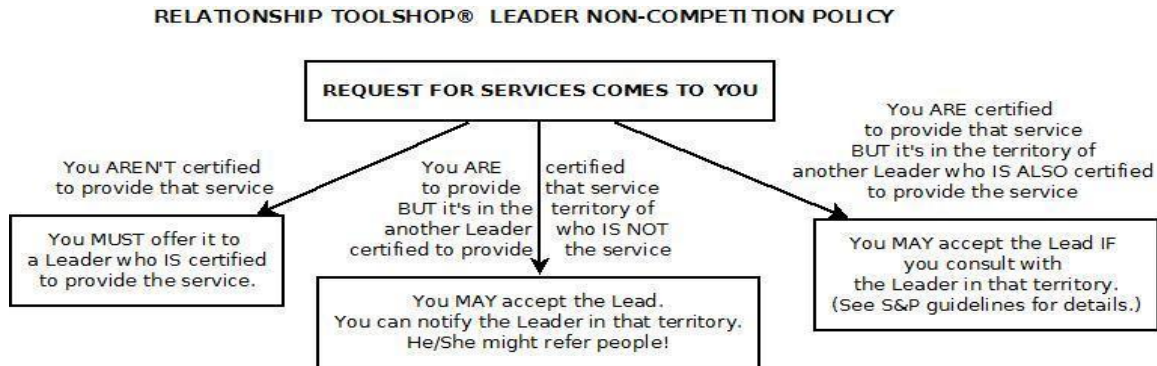 RELATIONSHIP TOOLSHOP® LEADER NON-COMPETITION POLICY
REQUEST FOR SERVICES COMES TO YOU
You AREN'T certified
to provide that service
You MUST offer it to
a Leader who IS certified
to provide the service.
You ARE certified
to provide that service
BUT it's in the territory of
another Leader who IS NOT
certified to provide the service
You MAY accept the Lead.
You can notify the Leader in that territory.
He/She might refer people!
You ARE certified
to provide that service
BUT it's in the territory of
another Leader who IS ALSO certified
to provide the service
You MAY accept the Lead IF
you consult with
the Leader in that territory.
(See S&P guidelines for details.)